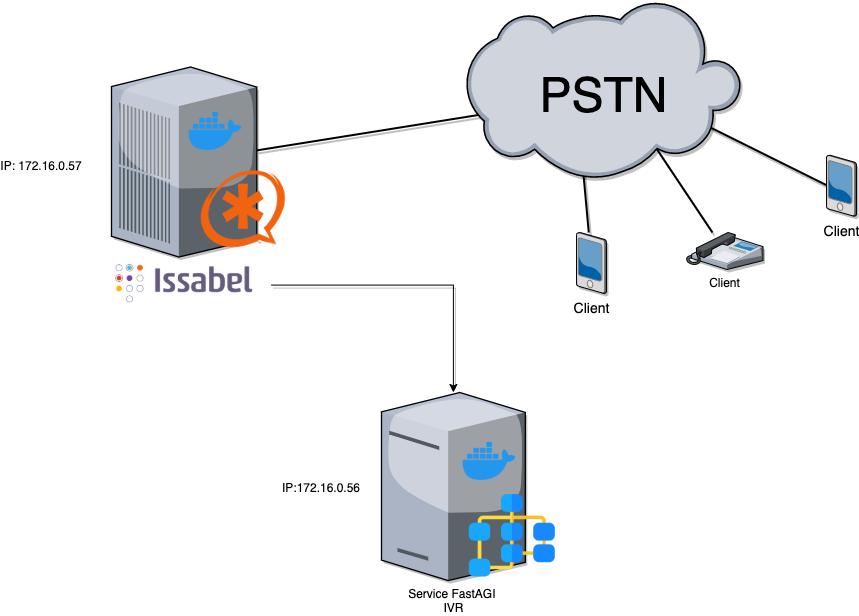 PSTN
IP: 172.16.0.57
Client
Issabel
Client
Client
IP:172.16.0.56
Service FastAGI
IVR